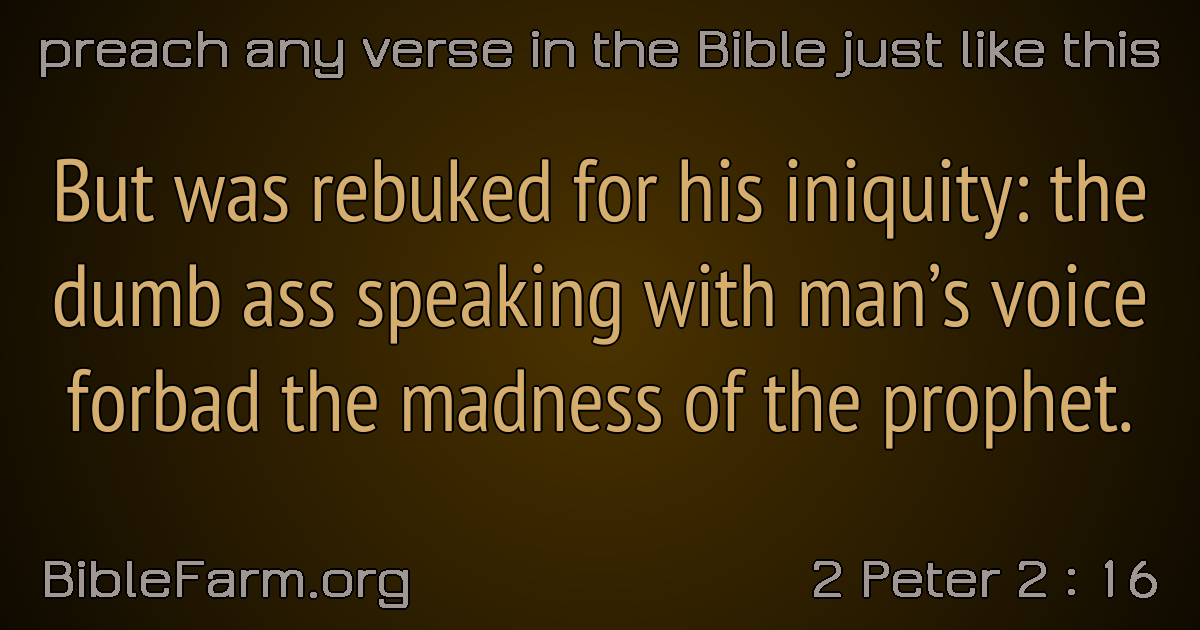 preach any verse in the Bible just like this
But was rebuked for his iniquity: the
dumb ass speaking with man’s voice
forbad the madness of the prophet.
BibleFarm.org
2 Peter 2 : 16